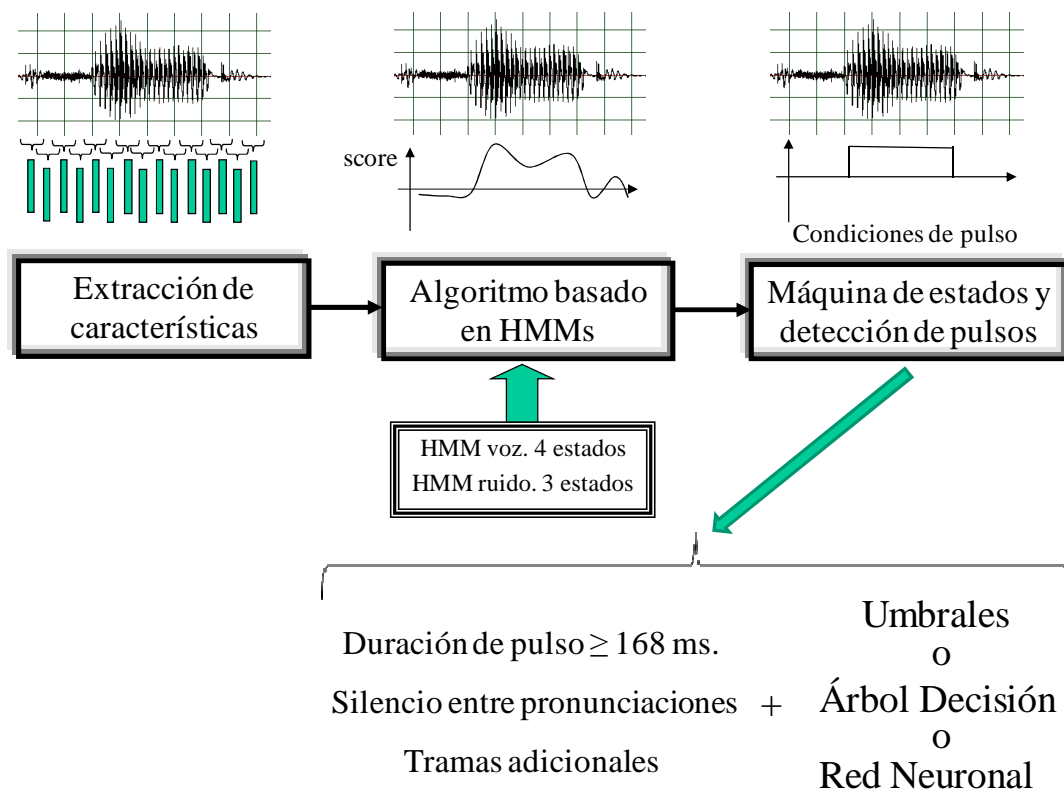 score
Condiciones de pulso
Extracción de
características
Algoritmo basado
en HMMs
Máquina de estados y
detección de pulsos
HMM voz. 4 estados
HMM ruido. 3 estados
Duración de pulso ≥ 168 ms.
Silencio entre pronunciaciones
Tramas adicionales
+
Umbrales
o
Árbol Decisión
o
Red Neuronal